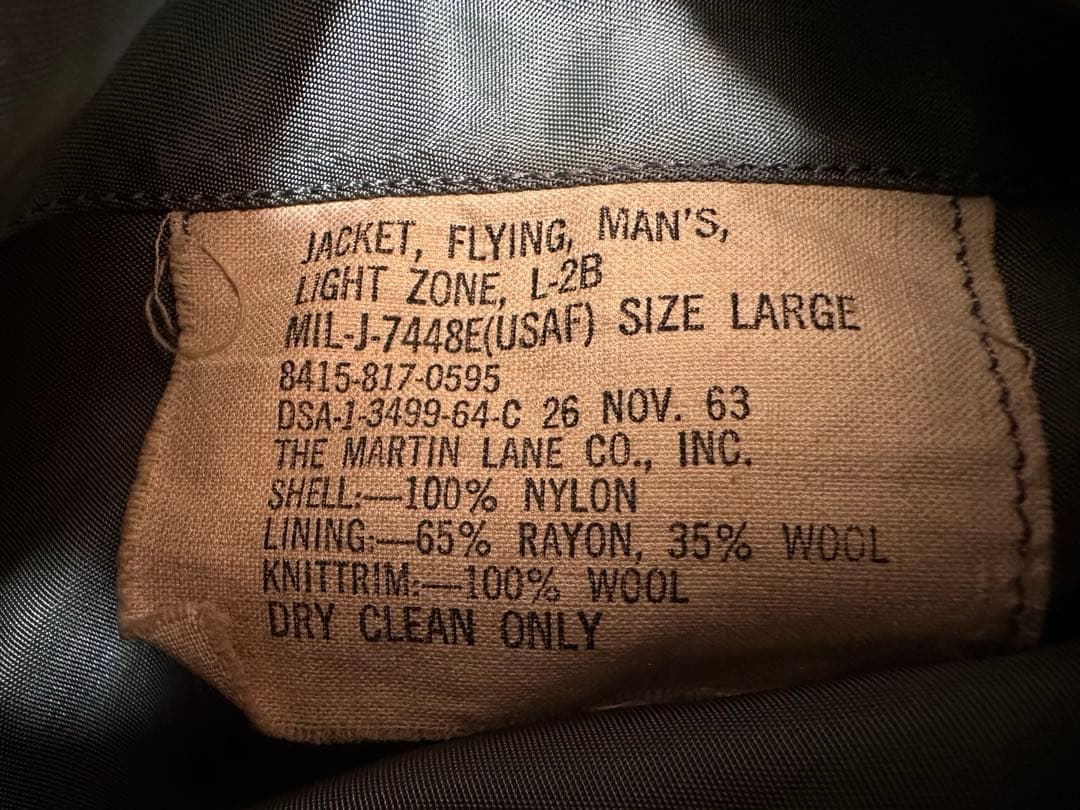 JACKET, FLYING, MAN'S,
LIGHT ZONE, L-2B
MIL-J-7448E(USAF) SIZE LARGE
8415-817-0595
DSA-1-3499-64-C 26 NOV. 63
THE MARTIN LANE CO., INC.
SHELL:—100% NYLON
LINING:—65% RAYON, 35% WOOL
KNITTRIM:—100% WOOL
DRY CLEAN ONLY